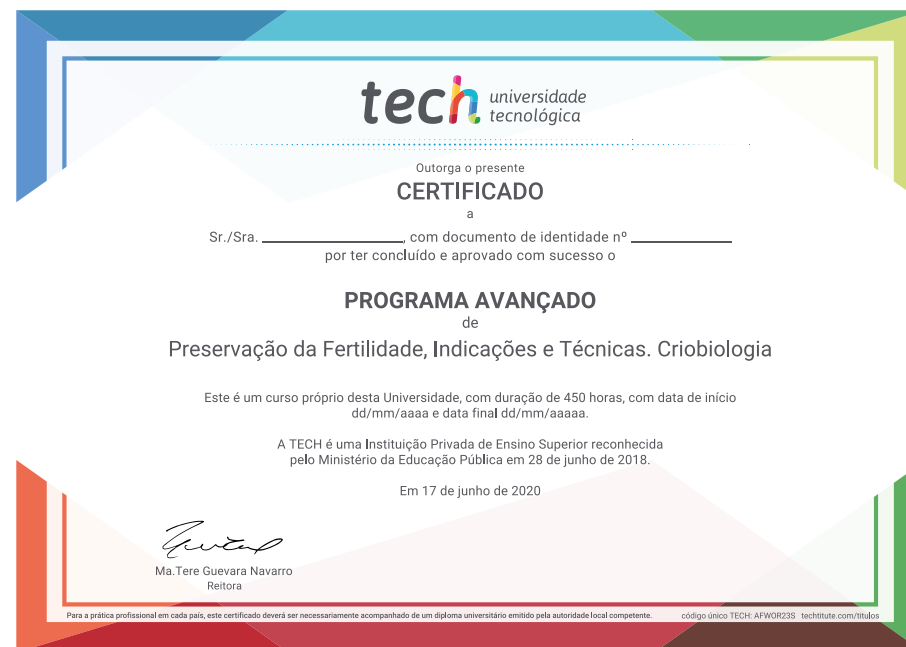 tech universidade
tecnológica
Outorga o presente
CERTIFICADO
a
Sr./Sra. ______________, com documento de identidade nº __________
por ter concluído e aprovado com sucesso o
PROGRAMA AVANÇADO
de
Preservação da Fertilidade, Indicações e Técnicas. Criobiologia
Este é um curso próprio desta Universidade, com duração de 450 horas, com data de início
dd/mm/aaaa e data final dd/mm/aaaaa.
A TECH é uma Instituição Privada de Ensino Superior reconhecida
pelo Ministério da Educação Pública em 28 de junho de 2018.
Em 17 de junho de 2020
Ma.Tere Guevara Navarro
Reitora
Para a prática profissional em cada país, este certificado deverá ser necessariamente acompanhado de um diploma universitário emitido pela autoridade local competente. código único TECH: AFWOR23S techtitute.com/titulos